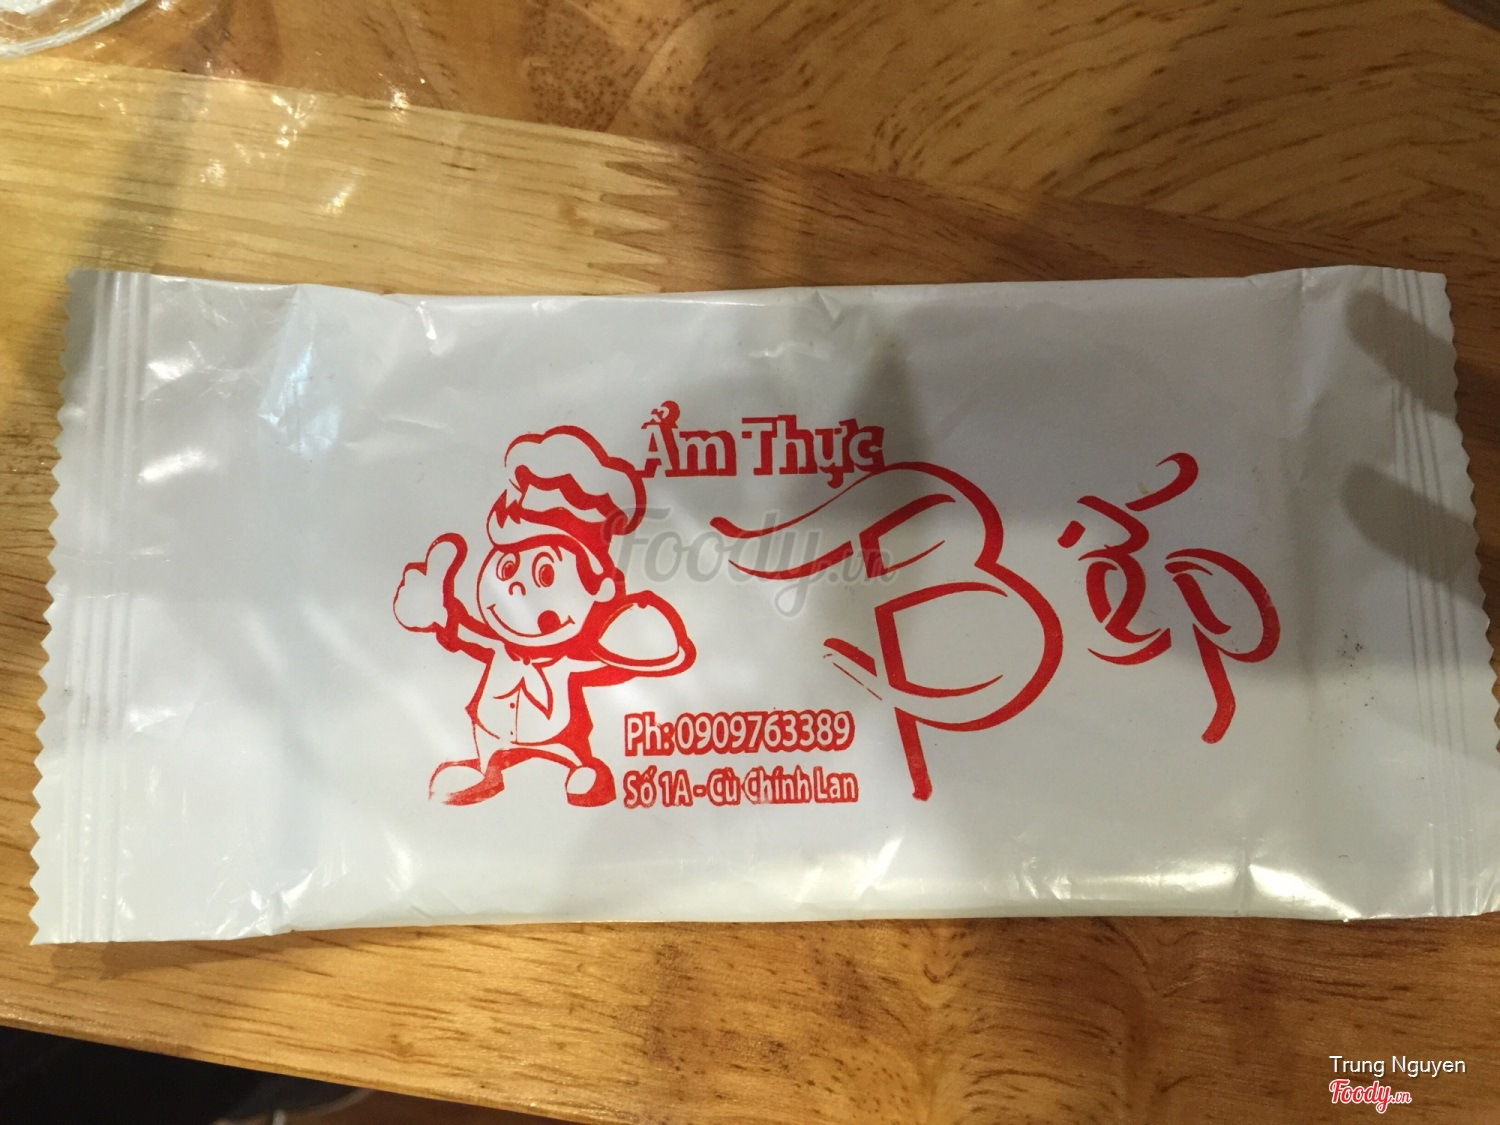 Ẩm Thực
Bếp
Ph: 0909763389
Số 1A - Cù Chính Lan
Foody.vn
Trung Nguyen
Foody.vn